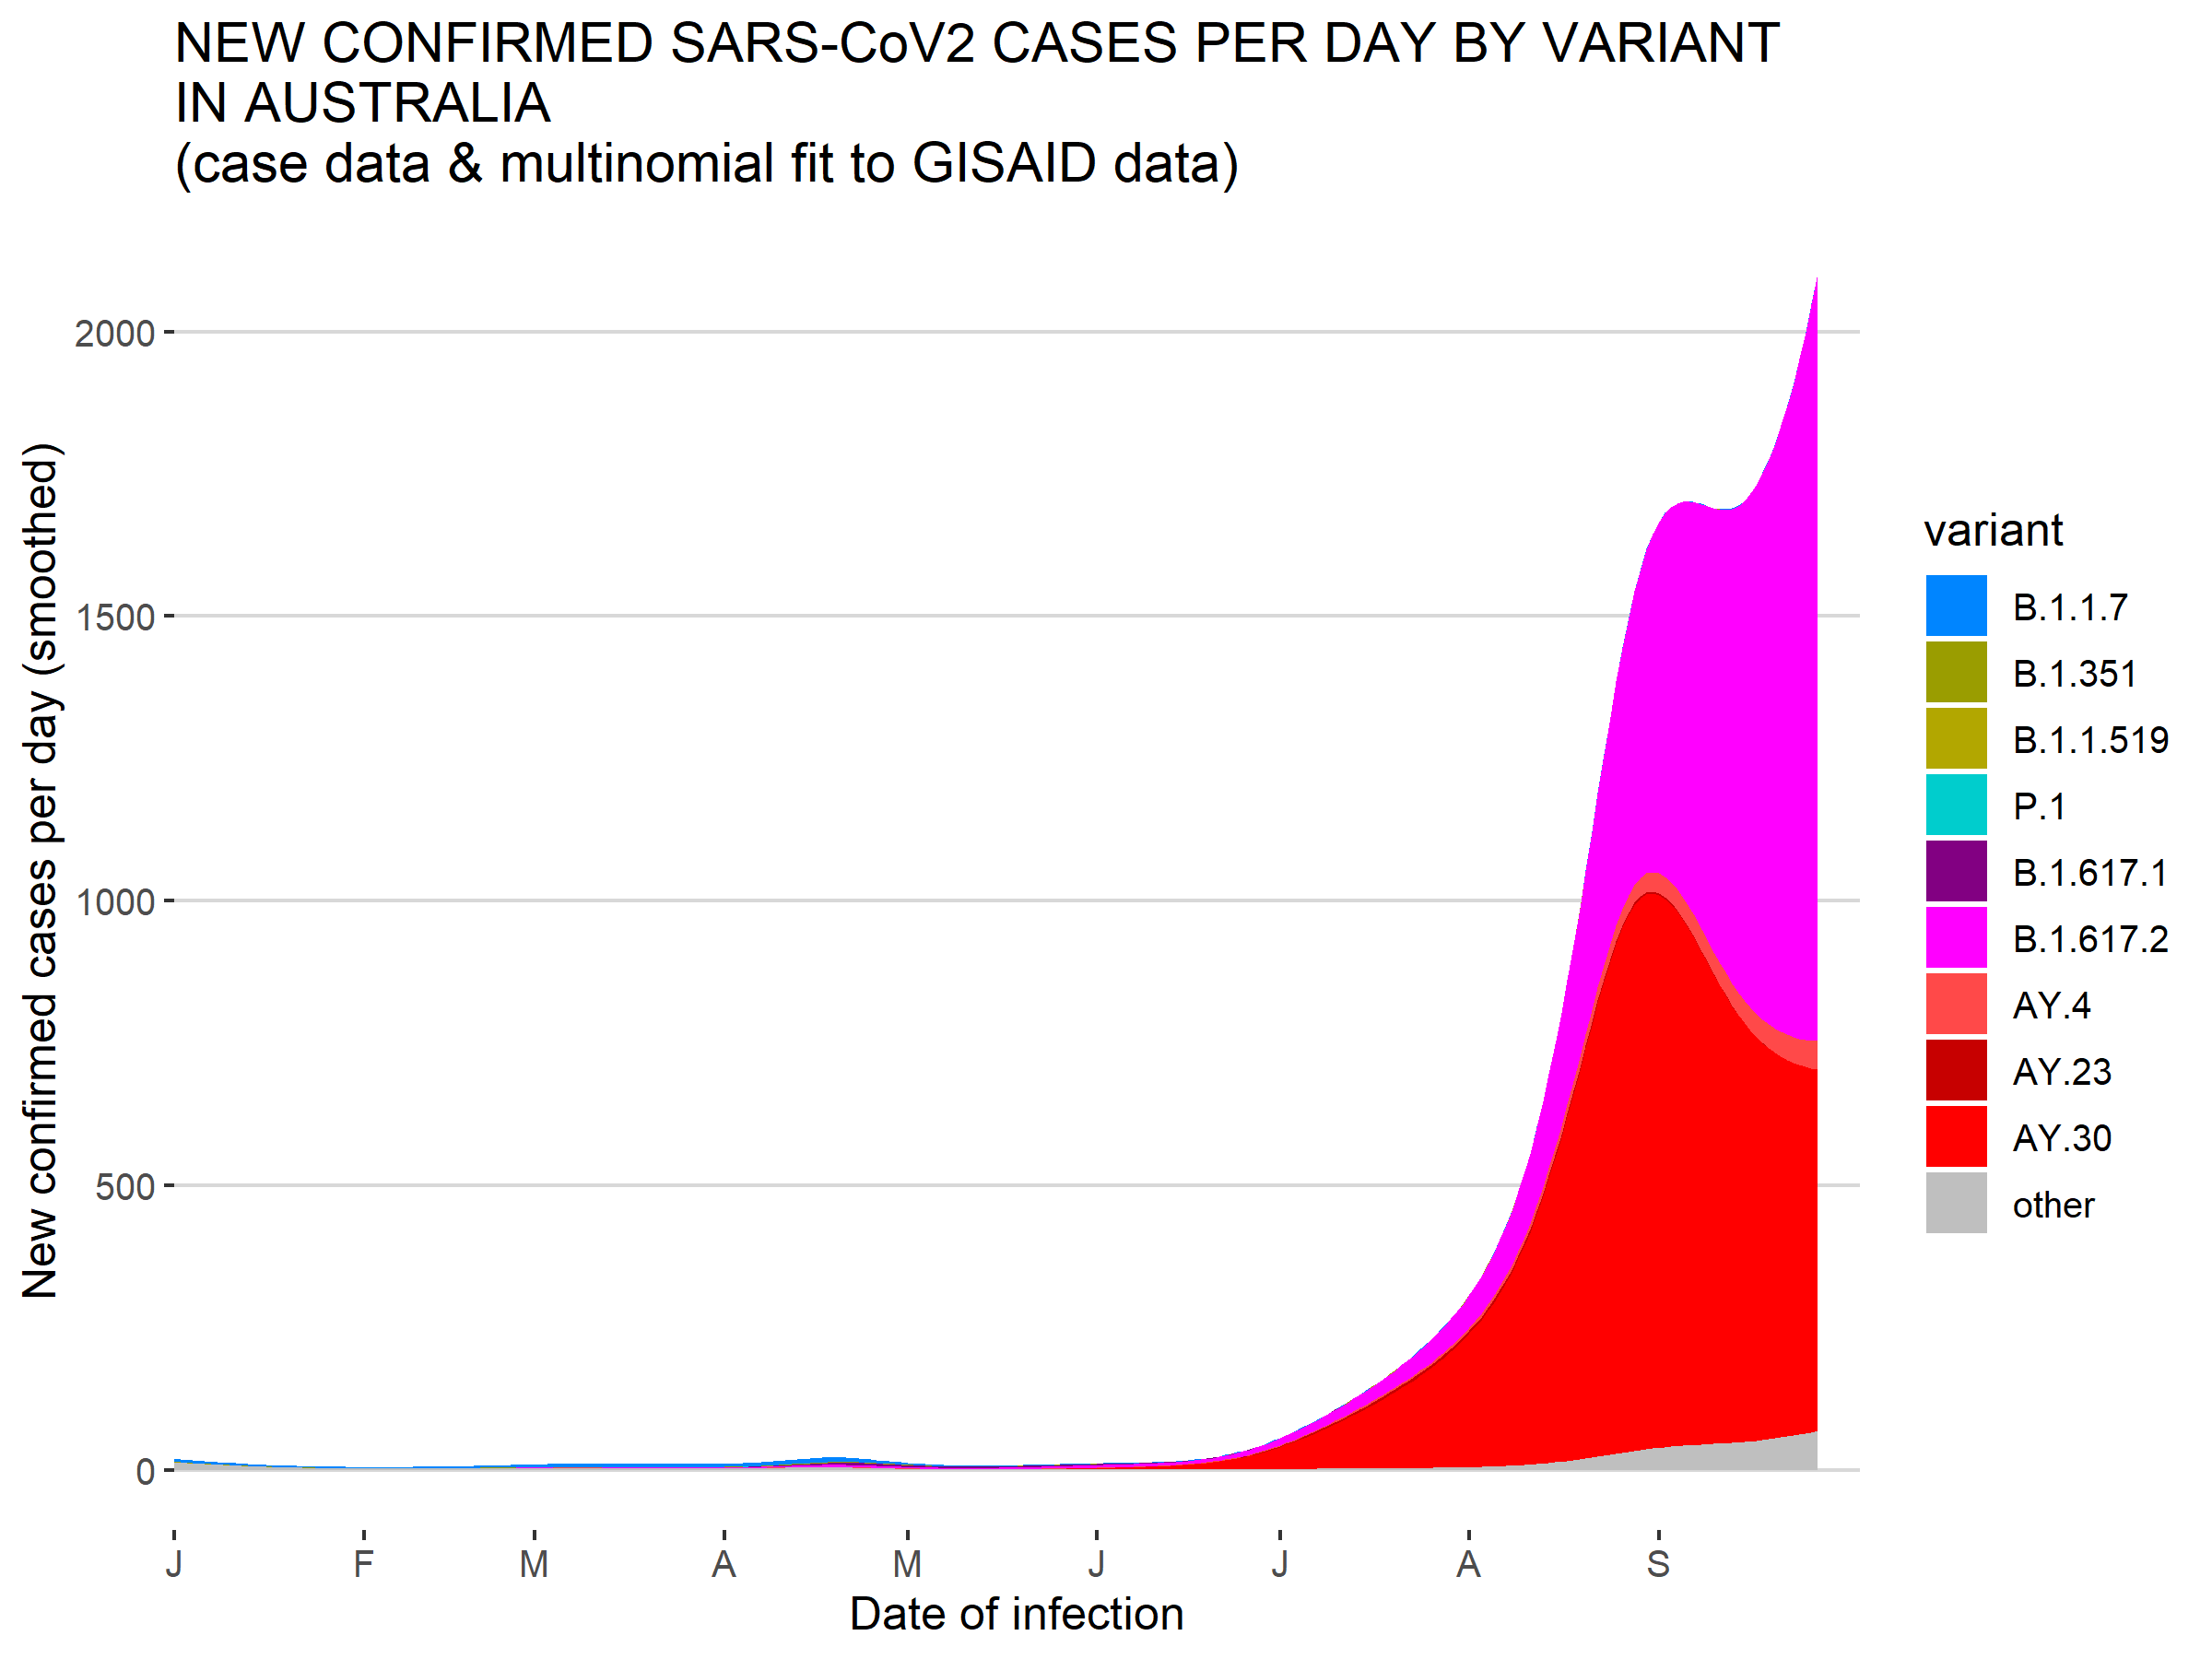 NEW CONFIRMED SARS-CoV2 CASES PER DAY BY VARIANT
IN AUSTRALIA
(case data & multinomial fit to GISAID data)
New confirmed cases per day (smoothed)
2000
1500
1000
500
0
J F M A M J J A S
Date of infection
variant
B.1.1.7
B.1.351
B.1.1.519
P.1
B.1.617.1
B.1.617.2
AY.4
AY.23
AY.30
other